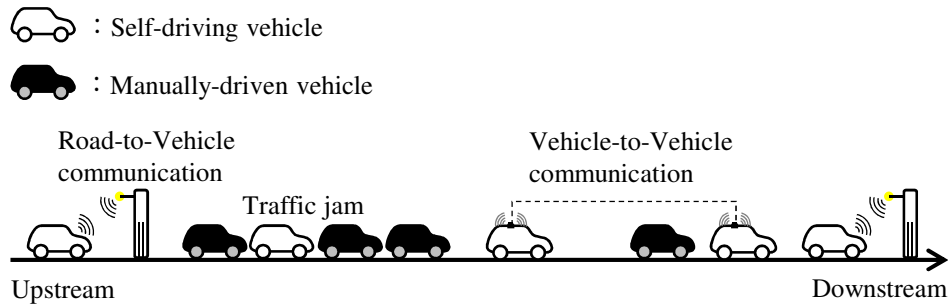 ：Self-driving vehicle
：Manually-driven vehicle
Road-to-Vehicle
communication
Vehicle-to-Vehicle
communication
Traffic jam
Upstream
Downstream